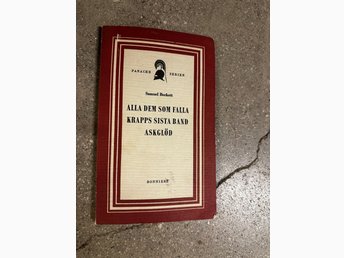 PANACHE SERIEN
Samuel Beckett
ALLA DEM SOM FALLA
KRAPPS SISTA BAND
ASKGLÖD
BONNIERS